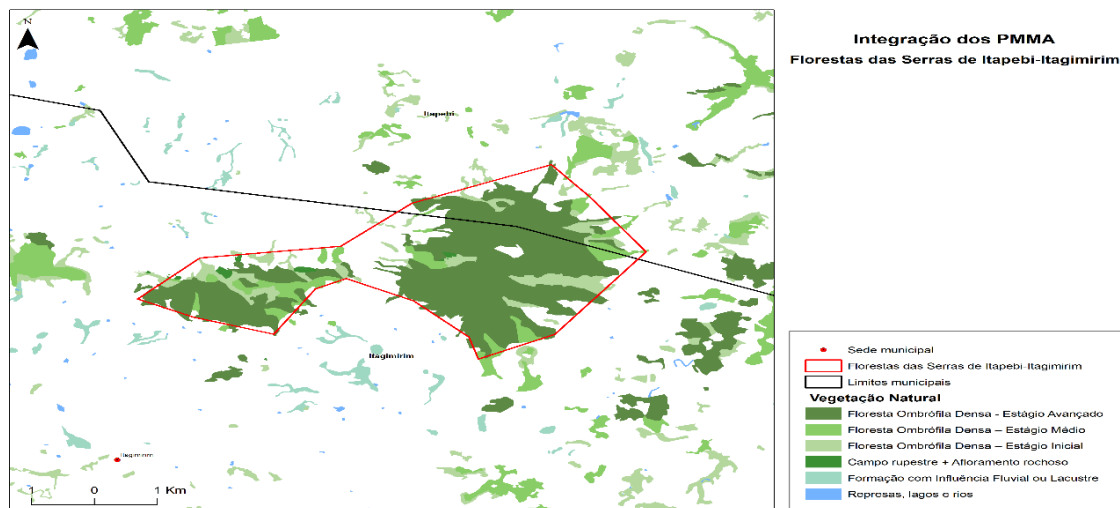 N
Integração dos PMMA
Florestas das Serras de Itapebi-Itagimirim
Itapebi
Itagimirim
Itagimirim
1 0 1 Km
Sede municipal
Florestas das Serras de Itapebi-Itagimirim
Limites municipais
Vegetação Natural
Floresta Ombrófila Densa - Estágio Avançado
Floresta Ombrófila Densa – Estágio Médio
Floresta Ombrófila Densa – Estágio Inicial
Campo rupestre + Afloramento rochoso
Formação com Influência Fluvial ou Lacustre
Represas, lagos e rios